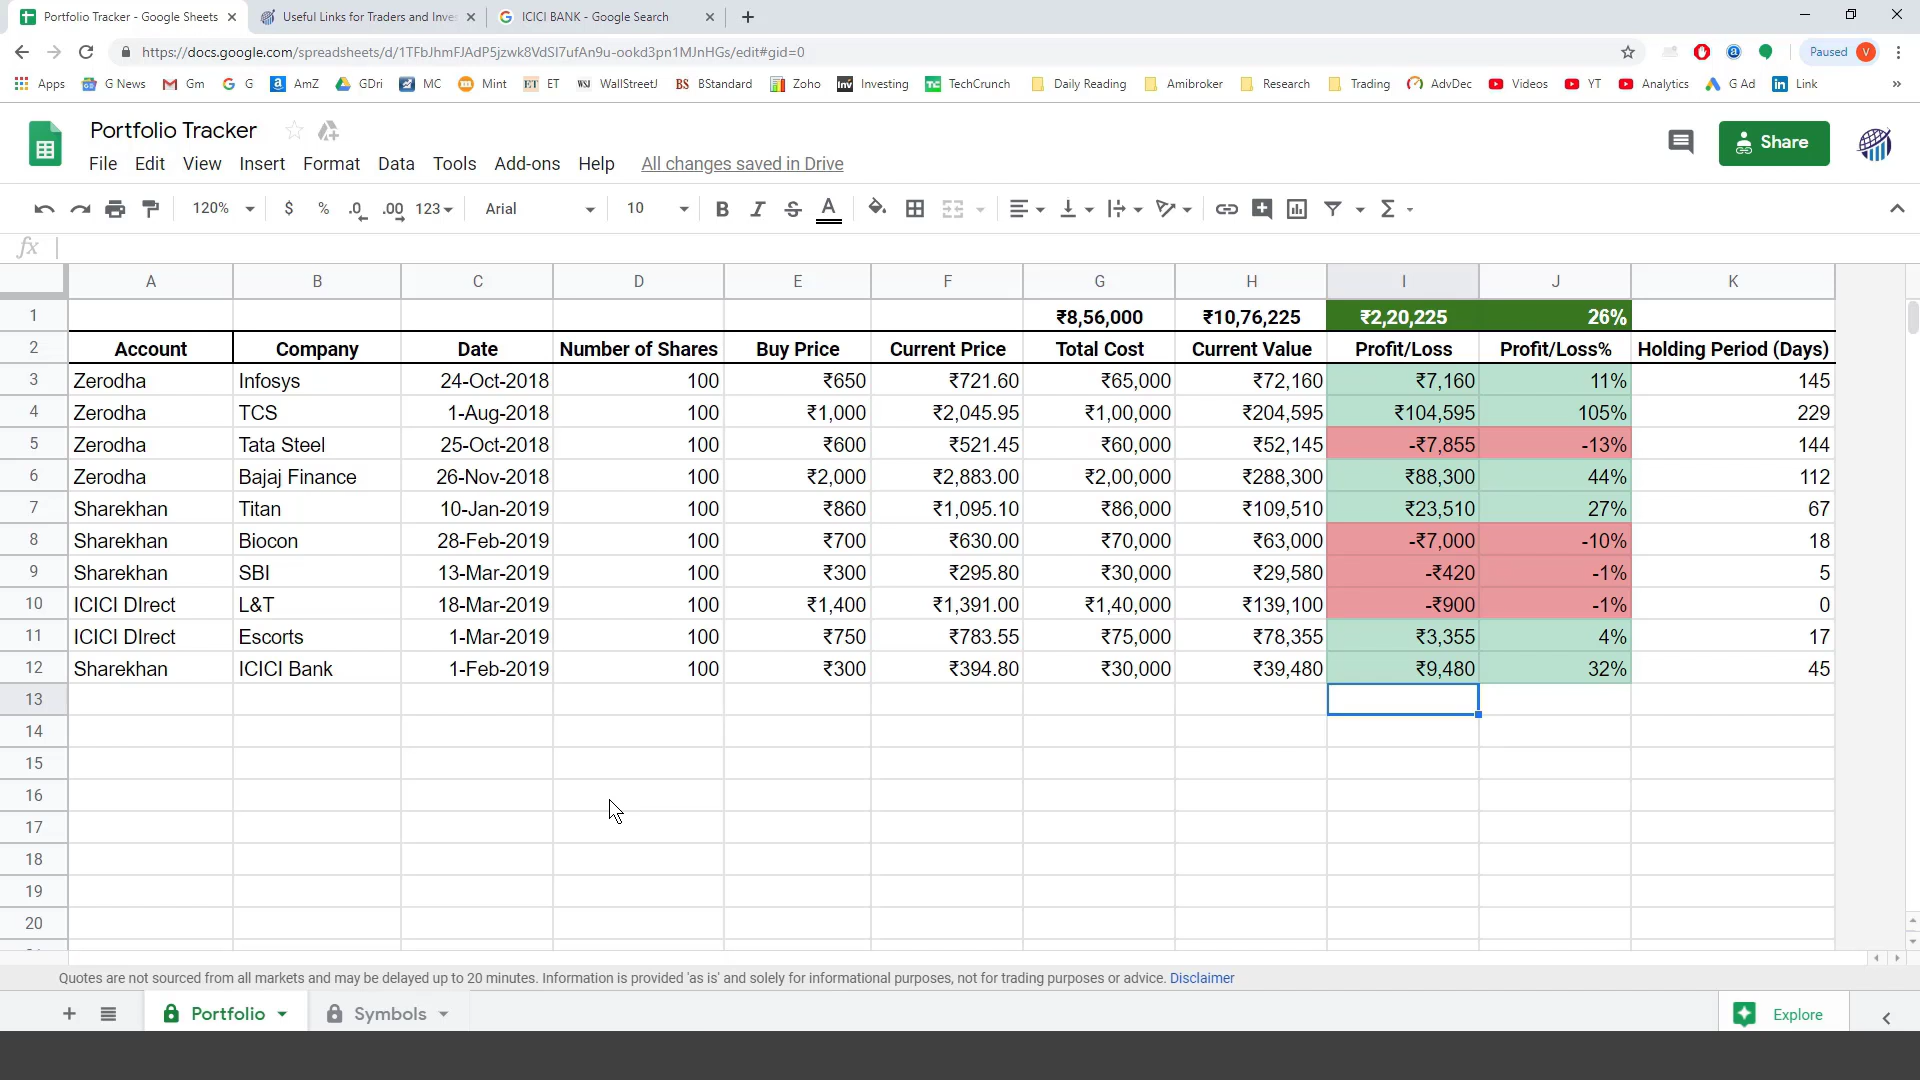 Portfolio Tracker - Google Sheets Useful Links for Traders and Inve ICICI BANK - Google Search
https://docs.google.com/spreadsheets/d/1TFbJhmFJAdP5jzwk8VdSI7ufAn9u-ookd3pn1MJnHGs/edit#gid=0 Paused V
Apps G News Gm G AmZ GDri MC Mint ET ET WSJ WallStreetJ BS BStandard Zoho Inv Investing TechCrunch Daily Reading Amibroker Research Trading AdvDec Videos YT Analytics G Ad Link »
Portfolio Tracker
File Edit View Insert Format Data Tools Add-ons Help All changes saved in Drive Share
120% $ % .0 .00 123 Arial 10 B I S A Σ
fx
A B C D E F G H I J K
1 ₹8,56,000 ₹10,76,225 ₹2,20,225 26%
2 Account Company Date Number of Shares Buy Price Current Price Total Cost Current Value Profit/Loss Profit/Loss% Holding Period (Days)
3 Zerodha Infosys 24-Oct-2018 100 ₹650 ₹721.60 ₹65,000 ₹72,160 ₹7,160 11% 145
4 Zerodha TCS 1-Aug-2018 100 ₹1,000 ₹2,045.95 ₹1,00,000 ₹204,595 ₹104,595 105% 229
5 Zerodha Tata Steel 25-Oct-2018 100 ₹600 ₹521.45 ₹60,000 ₹52,145 -₹7,855 -13% 144
6 Zerodha Bajaj Finance 26-Nov-2018 100 ₹2,000 ₹2,883.00 ₹2,00,000 ₹288,300 ₹88,300 44% 112
7 Sharekhan Titan 10-Jan-2019 100 ₹860 ₹1,095.10 ₹86,000 ₹109,510 ₹23,510 27% 67
8 Sharekhan Biocon 28-Feb-2019 100 ₹700 ₹630.00 ₹70,000 ₹63,000 -₹7,000 -10% 18
9 Sharekhan SBI 13-Mar-2019 100 ₹300 ₹295.80 ₹30,000 ₹29,580 -₹420 -1% 5
10 ICICI DIrect L&T 18-Mar-2019 100 ₹1,400 ₹1,391.00 ₹1,40,000 ₹139,100 -₹900 -1% 0
11 ICICI DIrect Escorts 1-Mar-2019 100 ₹750 ₹783.55 ₹75,000 ₹78,355 ₹3,355 4% 17
12 Sharekhan ICICI Bank 1-Feb-2019 100 ₹300 ₹394.80 ₹30,000 ₹39,480 ₹9,480 32% 45
13
14
15
16
17
18
19
20
Quotes are not sourced from all markets and may be delayed up to 20 minutes. Information is provided 'as is' and solely for informational purposes, not for trading purposes or advice. Disclaimer
Portfolio Symbols Explore